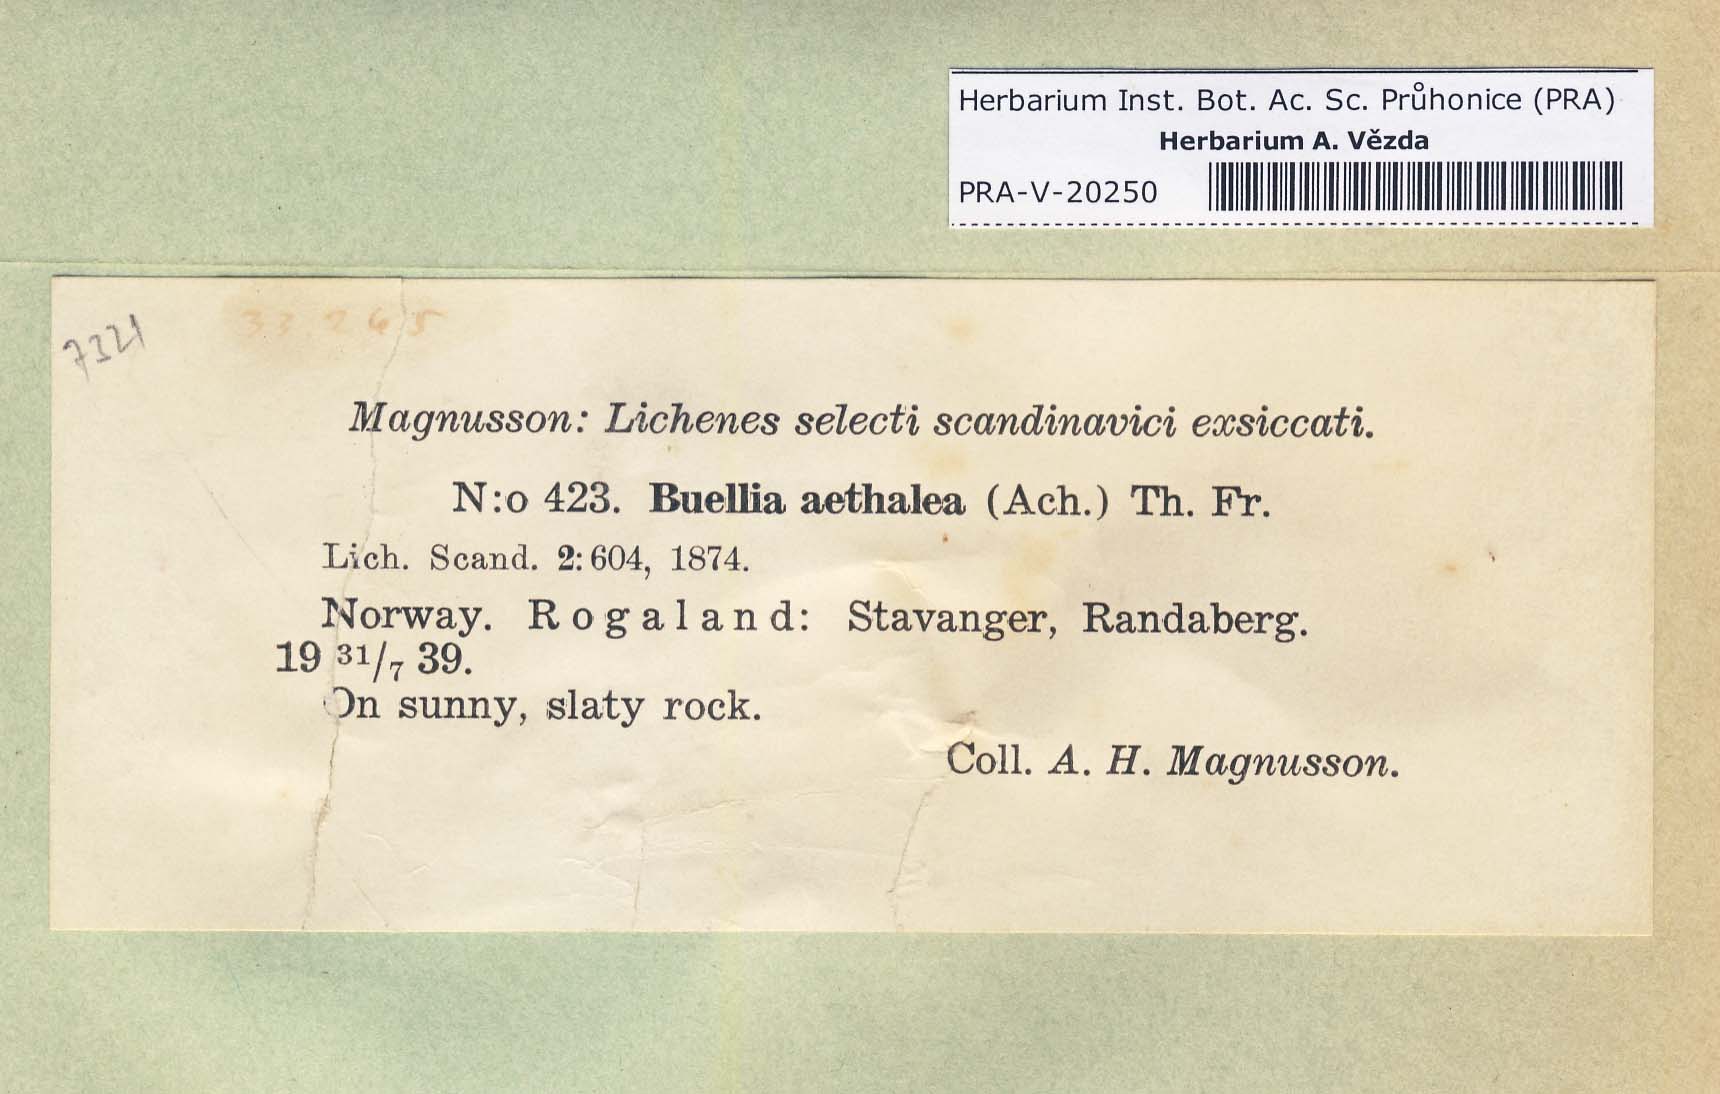 Herbarium Inst. Bot. Ac. Sc. Průhonice (PRA)
Herbarium A. Vězda
PRA-V-20250
7321
33265
Magnusson: Lichenes selecti scandinavici exsiccati.
N:o 423. Buellia aethalea (Ach.) Th. Fr.
Lich. Scand. 2: 604, 1874.
Norway. Rogaland: Stavanger, Randaberg.
19 31/7 39.
On sunny, slaty rock.
Coll. A. H. Magnusson.